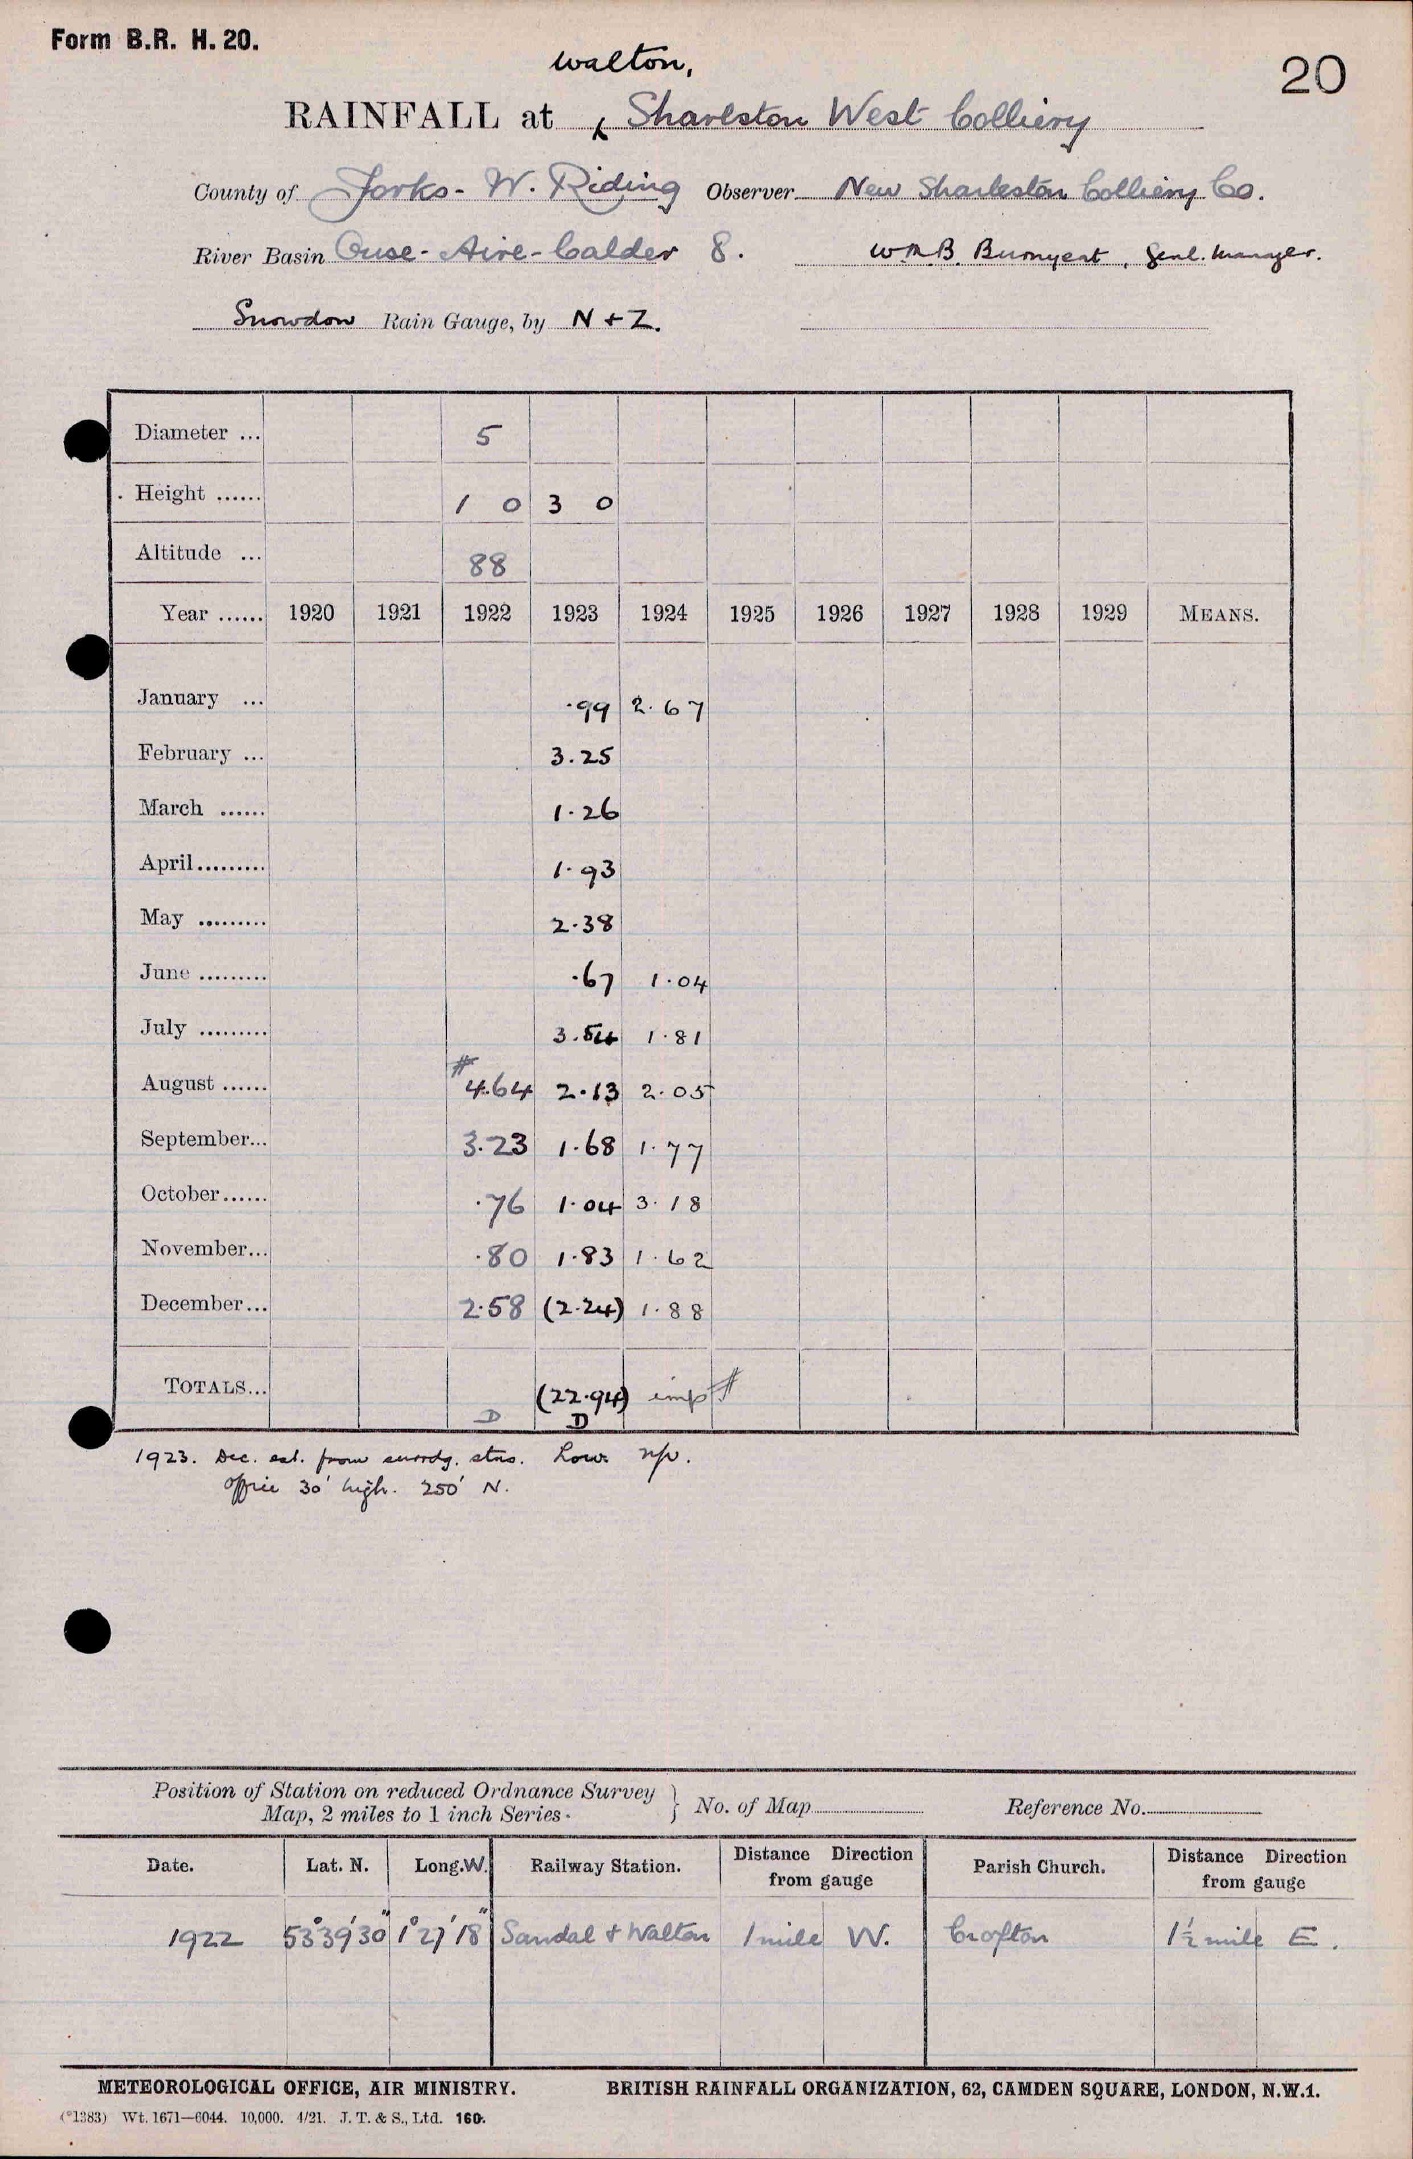 Form B.R. H. 20.
20
Walton,
RAINFALL at Sharlston West Colliery
County of Yorks - W. Riding Observer New Sharlston Colliery Co.
River Basin Ouse - Aire - Calder 8. Genl. Manager.
Snowdon Rain Gauge, by N + Z.
Diameter ... 5
Height ...... 1 0 3 0
Altitude ... 88
Year ...... 1920 1921 1922 1923 1924 1925 1926 1927 1928 1929 MEANS.
January ... ·99 2.67
February ... 3.25
March ...... 1.26
April......... 1.93
May ......... 2.38
June ......... ·67 1.04
July ......... 3.54 1.81
#
August ...... 4.64 2.13 2.05
September... 3.23 1.68 1.77
October...... ·76 1.04 3.18
November... ·80 1.83 1.62
December... 2.58 (2.24) 1.88
TOTALS... (22.94) imp #
D D
1923. Dec. est. from surrdg. stns. Low.
Office 30' high. 250' N.
Position of Station on reduced Ordnance Survey
Map, 2 miles to 1 inch Series. } No. of Map Reference No.
Date. Lat. N. Long. W. Railway Station. Distance Direction from gauge Parish Church. Distance Direction from gauge
1922 53°39'30" 1°27'18" Sandal & Walton 1 mile W. Crofton 1½ mile E.
METEOROLOGICAL OFFICE, AIR MINISTRY. BRITISH RAINFALL ORGANIZATION, 62, CAMDEN SQUARE, LONDON, N.W.1.
(*1383) Wt. 1671—6044. 10,000. 4/21. J. T. & S., Ltd. 160.